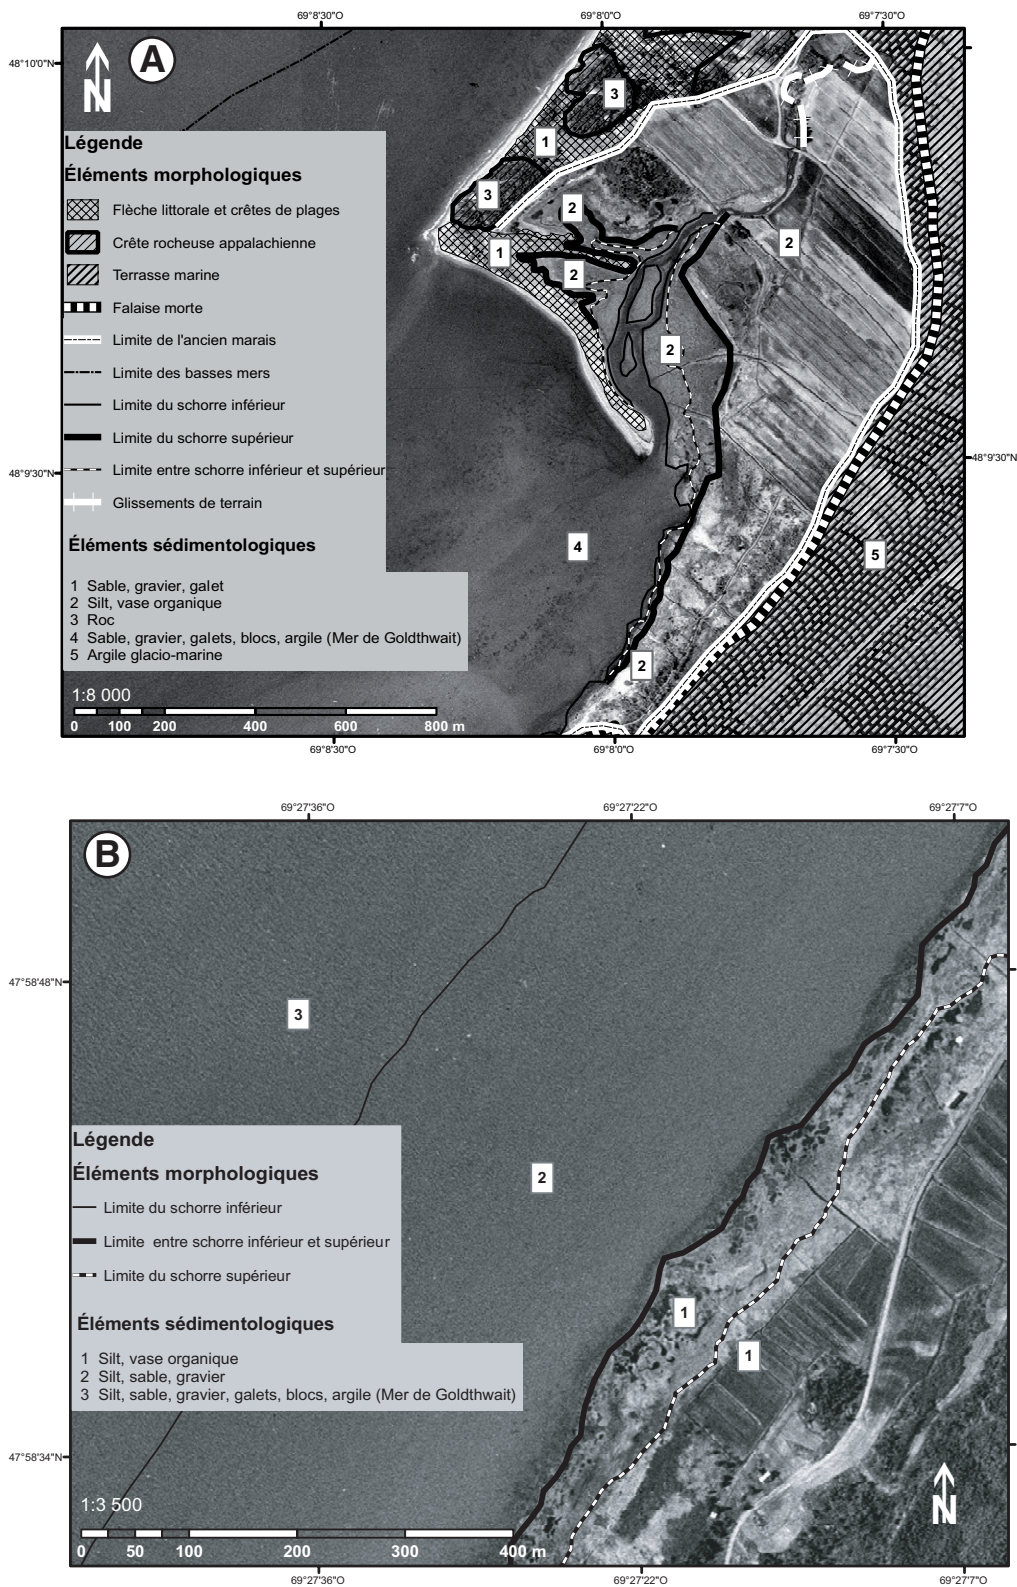 69°8'30"O 69°8'0"O 69°7'30"O
48°10'0"N
A
N
3
1
3
2
1
2
2
2
4
5
2
Légende
Éléments morphologiques
Flèche littorale et crêtes de plages
Crête rocheuse appalachienne
Terrasse marine
Falaise morte
Limite de l'ancien marais
Limite des basses mers
Limite du schorre inférieur
Limite du schorre supérieur
Limite entre schorre inférieur et supérieur
Glissements de terrain
48°9'30"N 48°9'30"N
Éléments sédimentologiques
1 Sable, gravier, galet
2 Silt, vase organique
3 Roc
4 Sable, gravier, galets, blocs, argile (Mer de Goldthwait)
5 Argile glacio-marine
1:8 000
0 100 200 400 600 800 m
69°8'30"O 69°8'0"O 69°7'30"O
69°27'36"O 69°27'22"O 69°27'7"O
B
47°58'48"N
3
2
1
1
Légende
Éléments morphologiques
Limite du schorre inférieur
Limite entre schorre inférieur et supérieur
Limite du schorre supérieur
Éléments sédimentologiques
1 Silt, vase organique
2 Silt, sable, gravier
3 Silt, sable, gravier, galets, blocs, argile (Mer de Goldthwait)
47°58'34"N
1:3 500
0 50 100 200 300 400 m
N
69°27'36"O 69°27'22"O 69°27'7"O